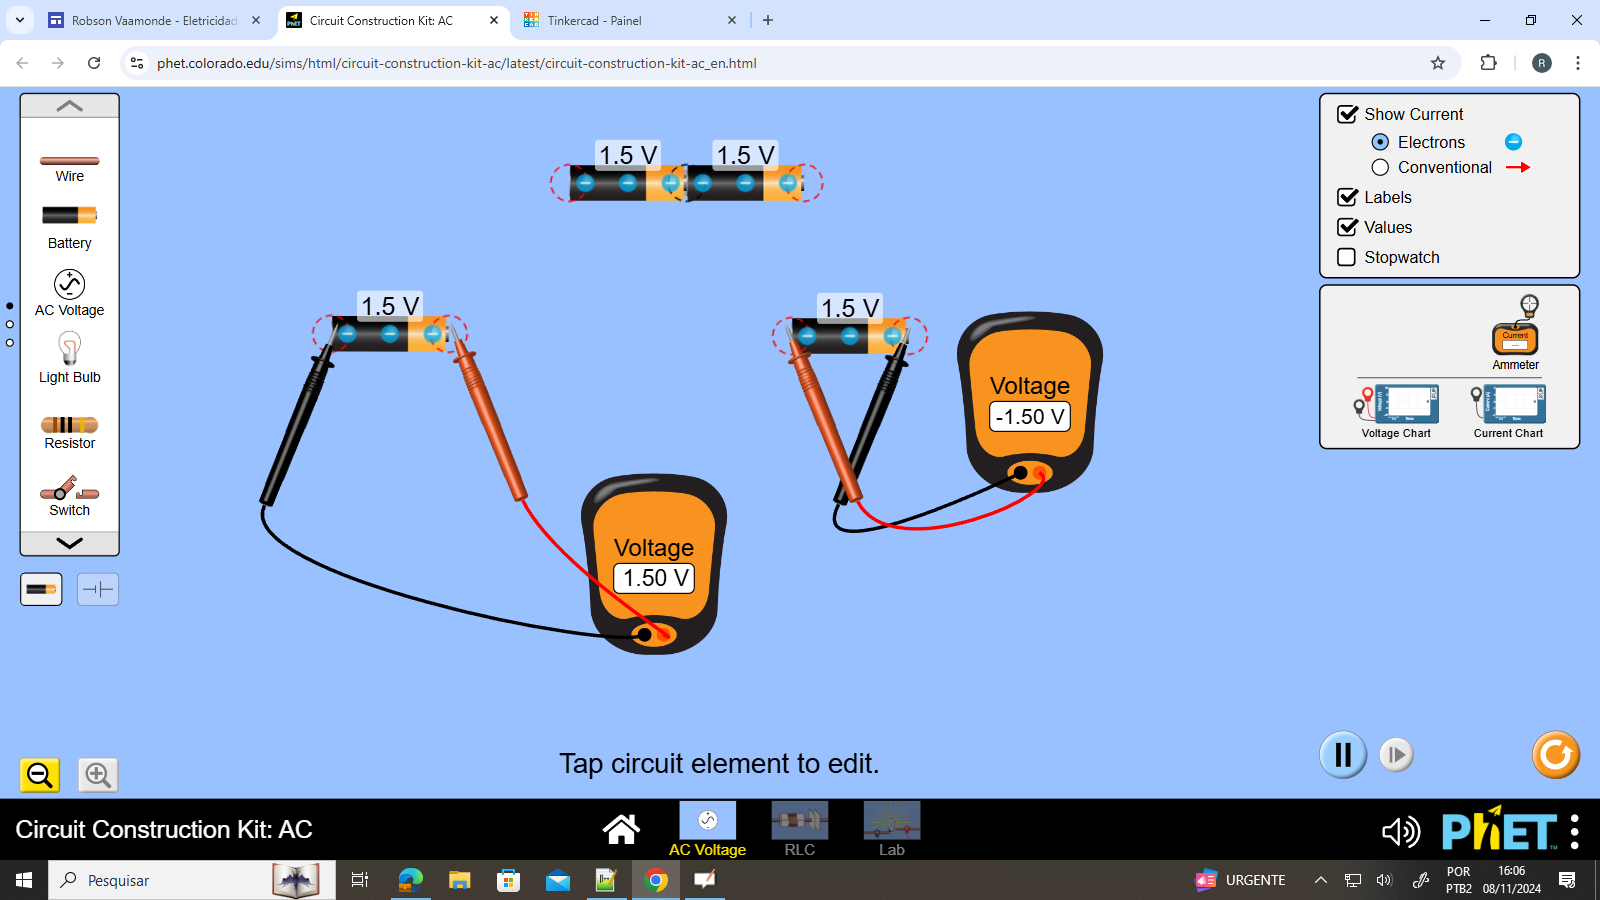 Robson Vaamonde - Eletricidad
Circuit Construction Kit: AC
Tinkercad - Painel
phet.colorado.edu/sims/html/circuit-construction-kit-ac/latest/circuit-construction-kit-ac_en.html
R
Wire
Battery
AC Voltage
Light Bulb
Resistor
Switch
1.5 V
1.5 V
1.5 V
1.5 V
Voltage
-1.50 V
Voltage
1.50 V
Show Current
Electrons
Conventional
Labels
Values
Stopwatch
Current
Ammeter
Voltage Chart
Current Chart
Tap circuit element to edit.
Circuit Construction Kit: AC
AC Voltage
RLC
Lab
PhET
Pesquisar
URGENTE
POR
PTB2
16:06
08/11/2024